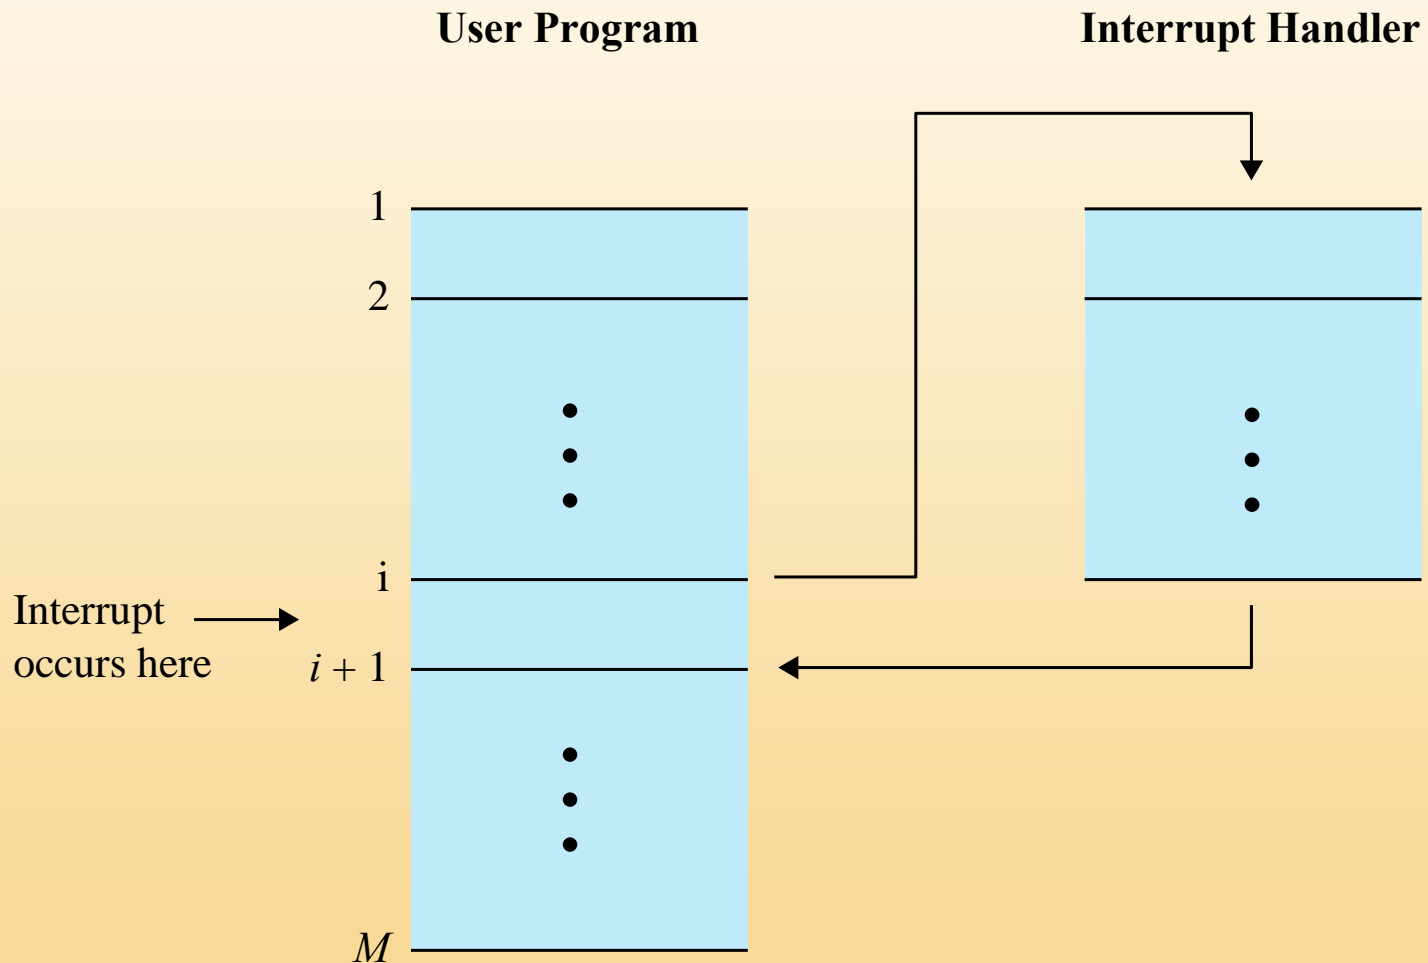 User Program
Interrupt Handler
1
2
i
Interrupt
occurs here
i + 1
M